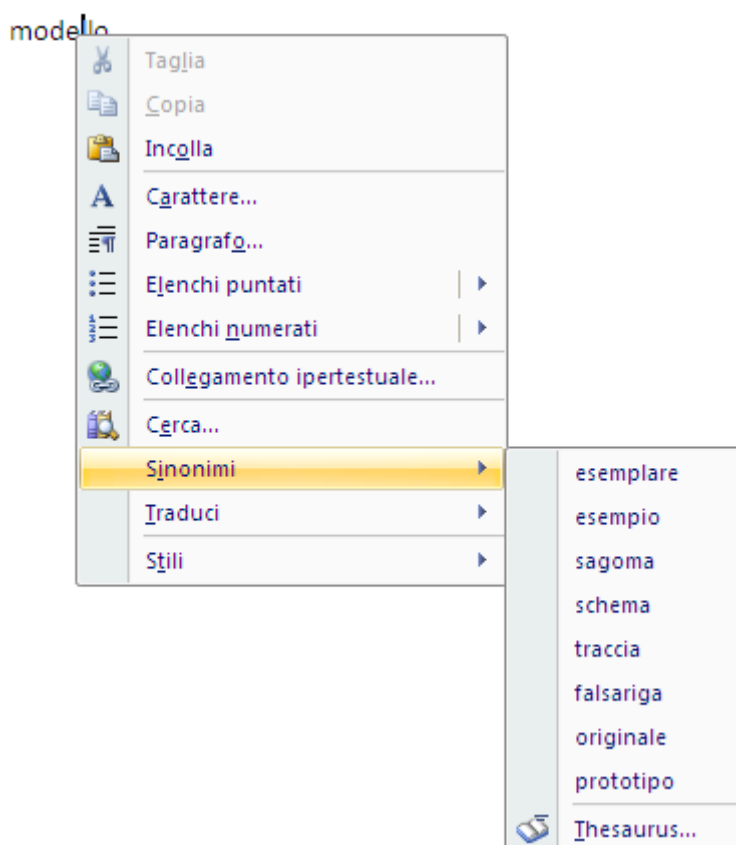 modello
Taglia
Copia
Incolla
Carattere...
Paragrafo...
Elenchi puntati
Elenchi numerati
Collegamento ipertestuale...
Cerca...
Sinonimi
Traduci
Stili
esemplare
esempio
sagoma
schema
traccia
falsariga
originale
prototipo
Thesaurus...